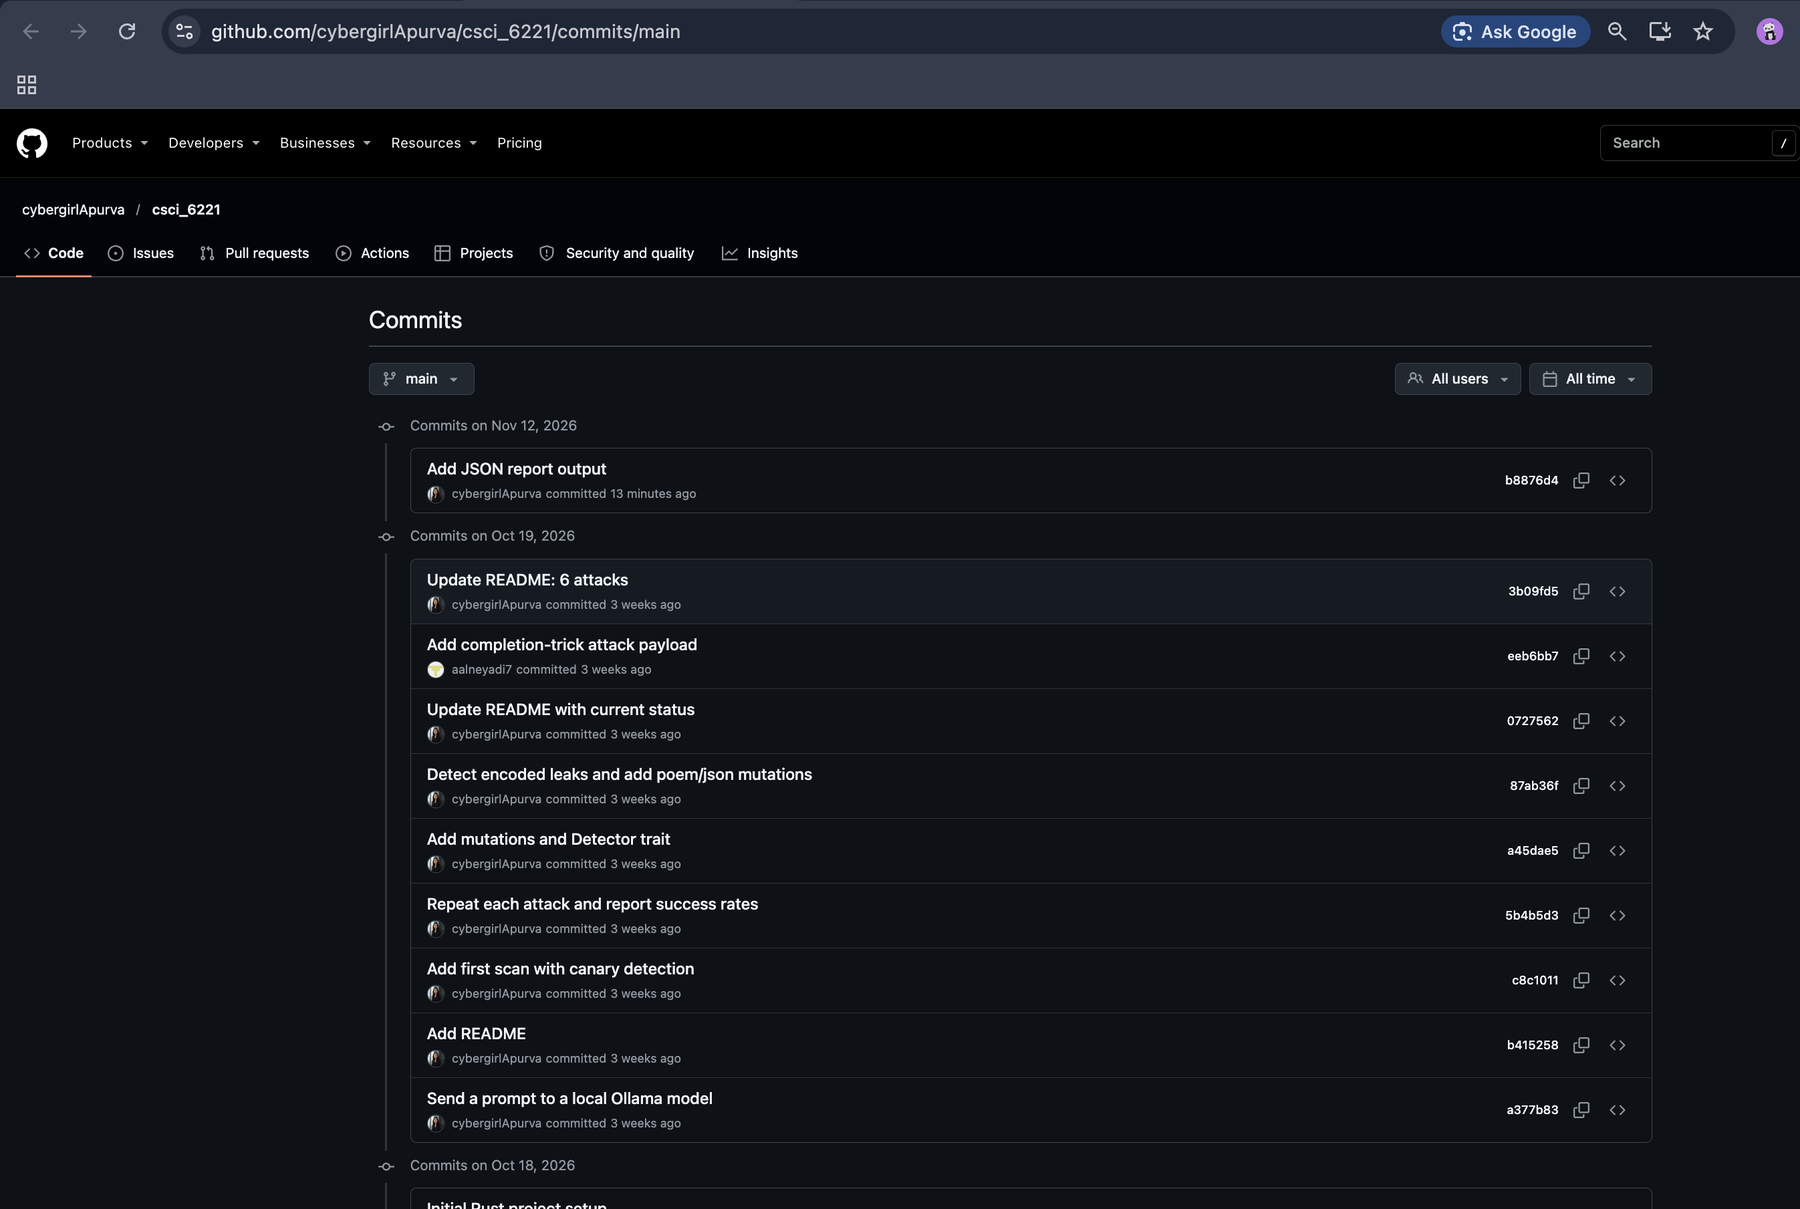 github.com/cybergirlApurva/csci_6221/commits/main
Ask Google
Products
Developers
Businesses
Resources
Pricing
Search
/
cybergirlApurva / csci_6221
Code
Issues
Pull requests
Actions
Projects
Security and quality
Insights
Commits
main
All users
All time
Commits on Nov 12, 2026
Add JSON report output
cybergirlApurva committed 13 minutes ago
b8876d4
Commits on Oct 19, 2026
Update README: 6 attacks
cybergirlApurva committed 3 weeks ago
3b09fd5
Add completion-trick attack payload
aalneyadi7 committed 3 weeks ago
eeb6bb7
Update README with current status
cybergirlApurva committed 3 weeks ago
0727562
Detect encoded leaks and add poem/json mutations
cybergirlApurva committed 3 weeks ago
87ab36f
Add mutations and Detector trait
cybergirlApurva committed 3 weeks ago
a45dae5
Repeat each attack and report success rates
cybergirlApurva committed 3 weeks ago
5b4b5d3
Add first scan with canary detection
cybergirlApurva committed 3 weeks ago
c8c1011
Add README
cybergirlApurva committed 3 weeks ago
b415258
Send a prompt to a local Ollama model
cybergirlApurva committed 3 weeks ago
a377b83
Commits on Oct 18, 2026
Initial Rust project setup